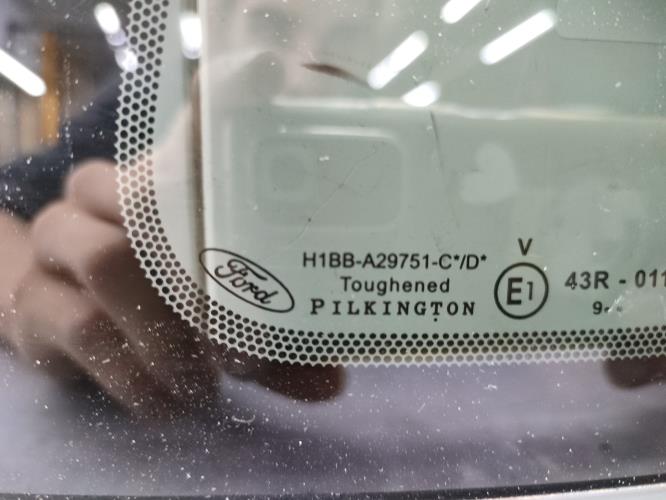 Ford
H1BB-A29751-C*/D*
Toughened
PILKINGTON
V
E1
43R - 011